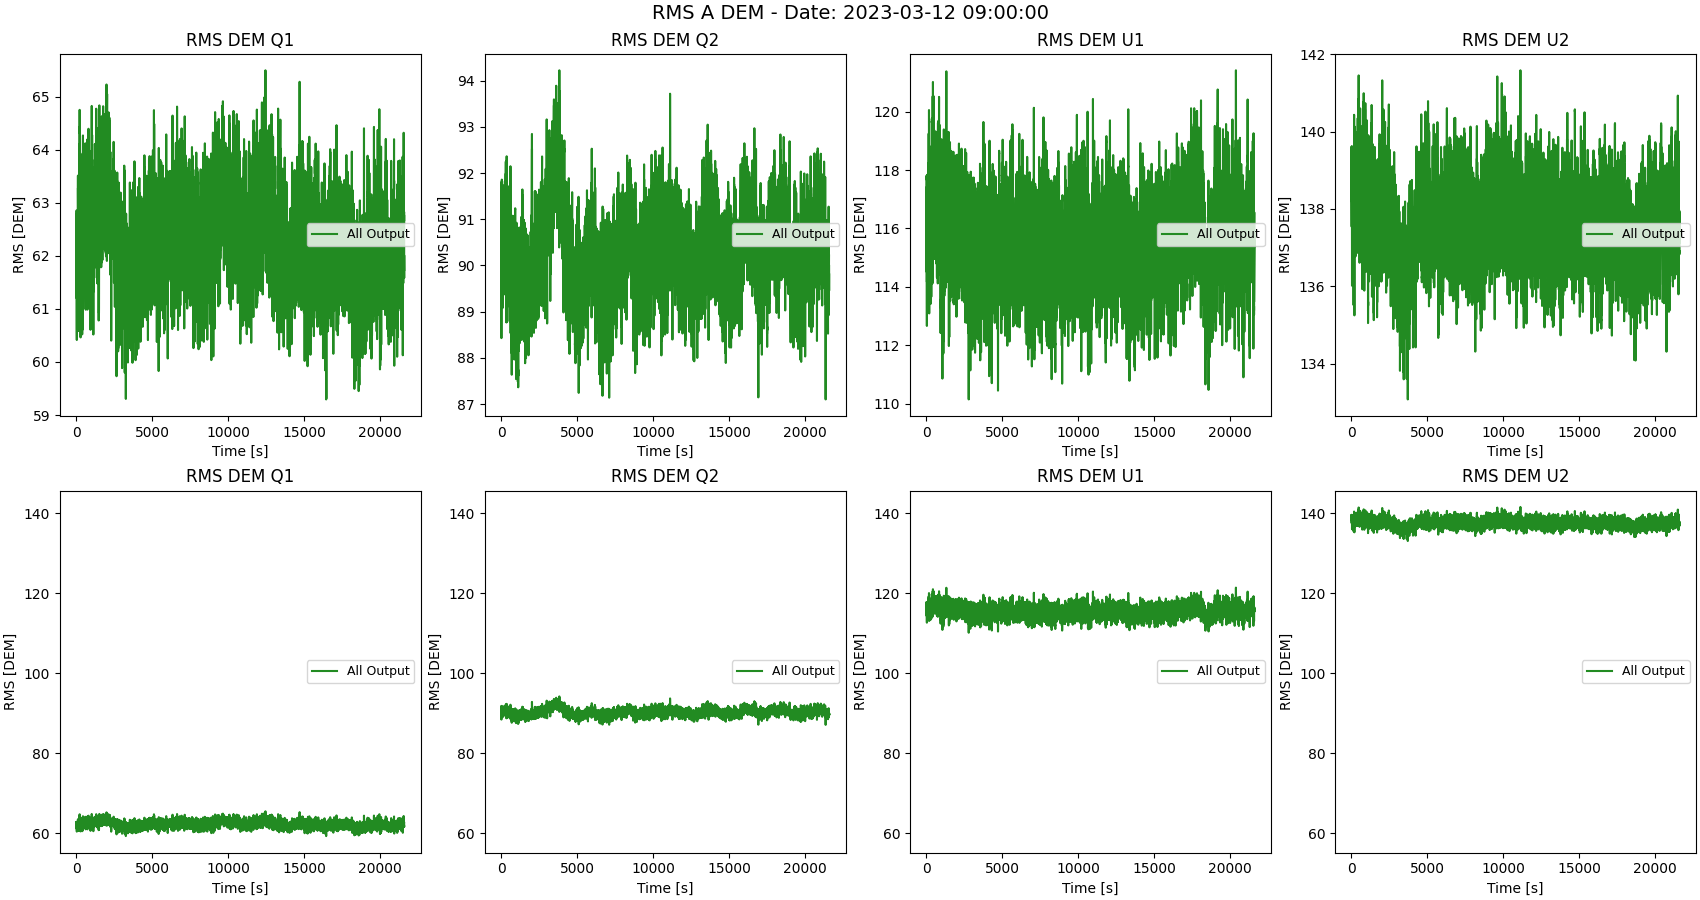 RMS A DEM - Date: 2023-03-12 09:00:00
RMS DEM Q1
RMS [DEM]
65
64
63
62
61
60
59
All Output
0 5000 10000 15000 20000
Time [s]
RMS DEM Q2
RMS [DEM]
94
93
92
91
90
89
88
87
All Output
0 5000 10000 15000 20000
Time [s]
RMS DEM U1
RMS [DEM]
120
118
116
114
112
110
All Output
0 5000 10000 15000 20000
Time [s]
RMS DEM U2
RMS [DEM]
142
140
138
136
134
All Output
0 5000 10000 15000 20000
Time [s]
RMS DEM Q1
RMS [DEM]
140
120
100
80
60
All Output
0 5000 10000 15000 20000
Time [s]
RMS DEM Q2
RMS [DEM]
140
120
100
80
60
All Output
0 5000 10000 15000 20000
Time [s]
RMS DEM U1
RMS [DEM]
140
120
100
80
60
All Output
0 5000 10000 15000 20000
Time [s]
RMS DEM U2
RMS [DEM]
140
120
100
80
60
All Output
0 5000 10000 15000 20000
Time [s]